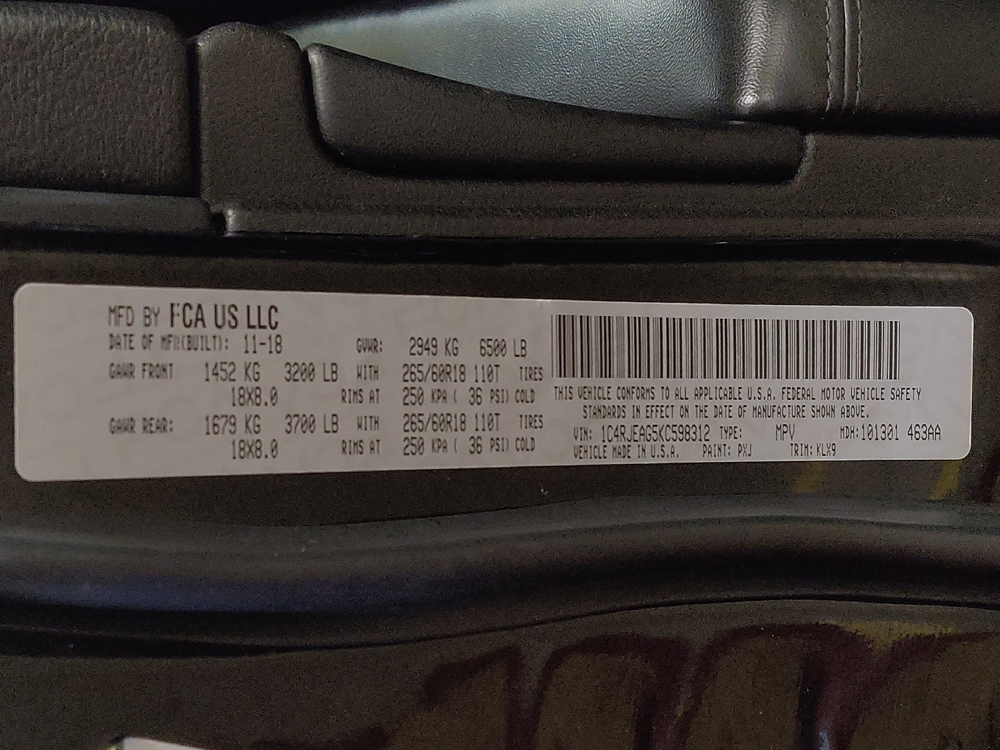 MFD BY FCA US LLC
DATE OF MFR(BUILT): 11-18 GVWR: 2949 KG 6500 LB
GAWR FRONT 1452 KG 3200 LB WITH 265/60R18 110T TIRES
18X8.0 RIMS AT 250 KPA ( 36 PSI) COLD
GAWR REAR: 1679 KG 3700 LB WITH 265/60R18 110T TIRES
18X8.0 RIMS AT 250 KPA ( 36 PSI) COLD
THIS VEHICLE CONFORMS TO ALL APPLICABLE U.S.A. FEDERAL MOTOR VEHICLE SAFETY
STANDARDS IN EFFECT ON THE DATE OF MANUFACTURE SHOWN ABOVE.
VIN: 1C4RJEAG5KC598312 TYPE: MPV MDH:101301 463AA
VEHICLE MADE IN U.S.A. PAINT: PXJ TRIM: KLX9